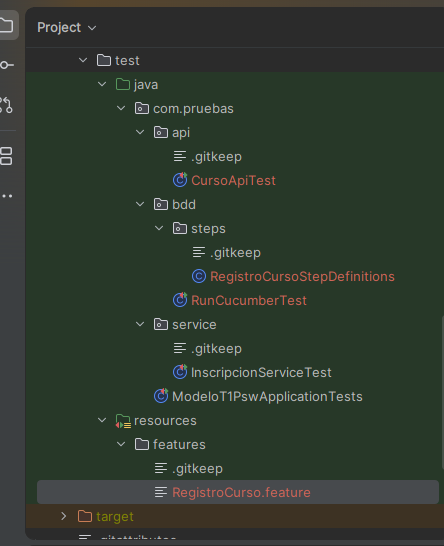 Project
test
java
com.pruebas
api
.gitkeep
CursoApiTest
bdd
steps
.gitkeep
RegistroCursoStepDefinitions
RunCucumberTest
service
.gitkeep
InscripcionServiceTest
ModeloT1PswApplicationTests
resources
features
.gitkeep
RegistroCurso.feature
target
.gitattributes